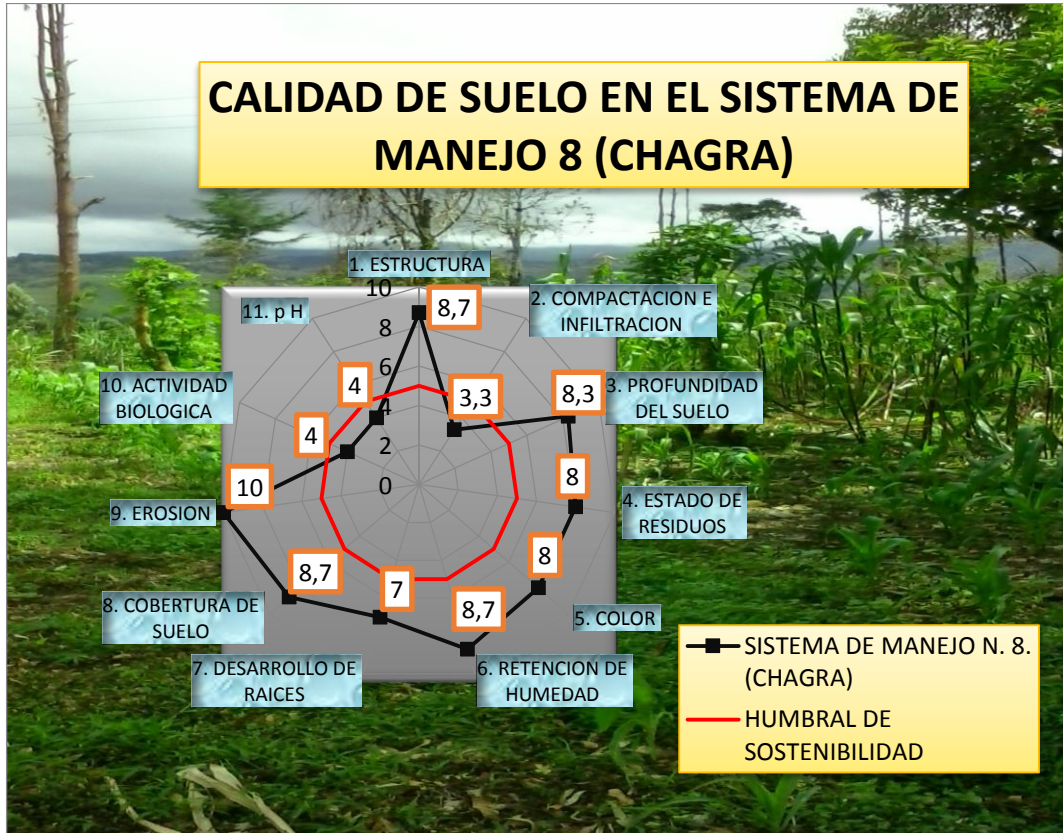 CALIDAD DE SUELO EN EL SISTEMA DE
MANEJO 8 (CHAGRA)
1. ESTRUCTURA
10
8
6
4
2
0
8,7
2. COMPACTACION E
INFILTRACION
3,3
3. PROFUNDIDAD
DEL SUELO
8,3
4. ESTADO DE
RESIDUOS
8
5. COLOR
8
6. RETENCION DE
HUMEDAD
8,7
7. DESARROLLO DE
RAICES
7
8. COBERTURA DE
SUELO
8,7
9. EROSION
10
10. ACTIVIDAD
BIOLOGICA
4
11. p H
4
SISTEMA DE MANEJO N. 8.
(CHAGRA)
HUMBRAL DE
SOSTENIBILIDAD